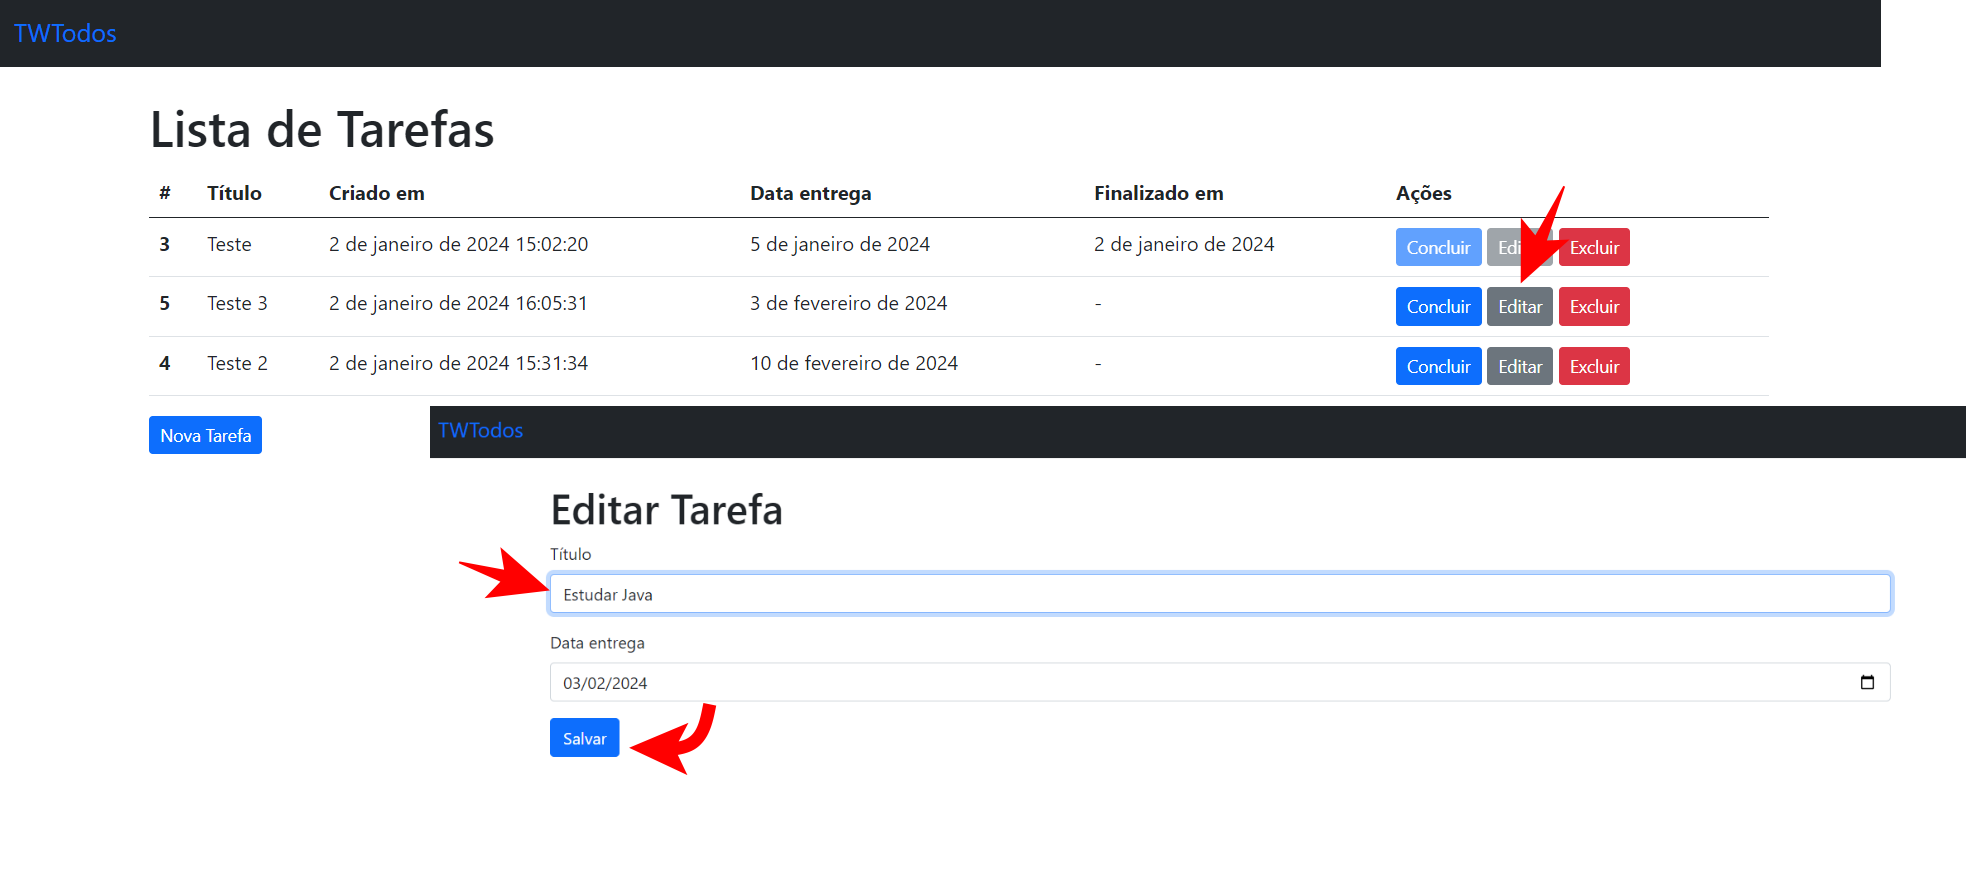 TWTodos
Lista de Tarefas
# Título Criado em Data entrega Finalizado em Ações
3 Teste 2 de janeiro de 2024 15:02:20 5 de janeiro de 2024 2 de janeiro de 2024 Concluir Excluir
5 Teste 3 2 de janeiro de 2024 16:05:31 3 de fevereiro de 2024 - Concluir Editar Excluir
4 Teste 2 2 de janeiro de 2024 15:31:34 10 de fevereiro de 2024 - Concluir Editar Excluir
Nova Tarefa
TWTodos
Editar Tarefa
Título
Estudar Java
Data entrega
03/02/2024
Salvar